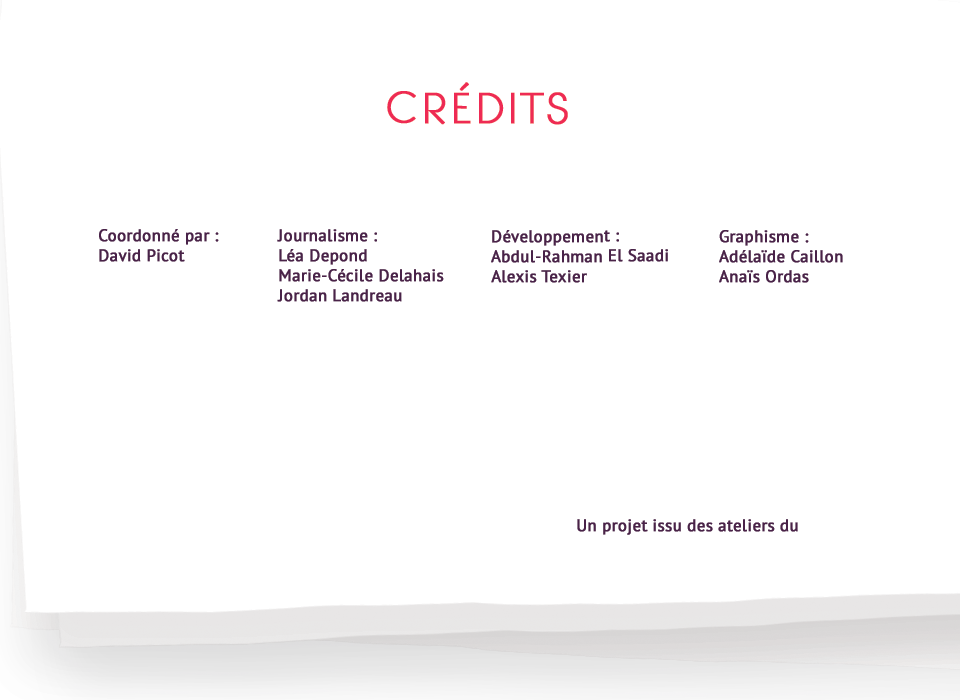 CRÉDITS
Coordonné par :
David Picot
Journalisme :
Léa Depond
Marie-Cécile Delahais
Jordan Landreau
Développement :
Abdul-Rahman El Saadi
Alexis Texier
Graphisme :
Adélaïde Caillon
Anaïs Ordas
Un projet issu des ateliers du